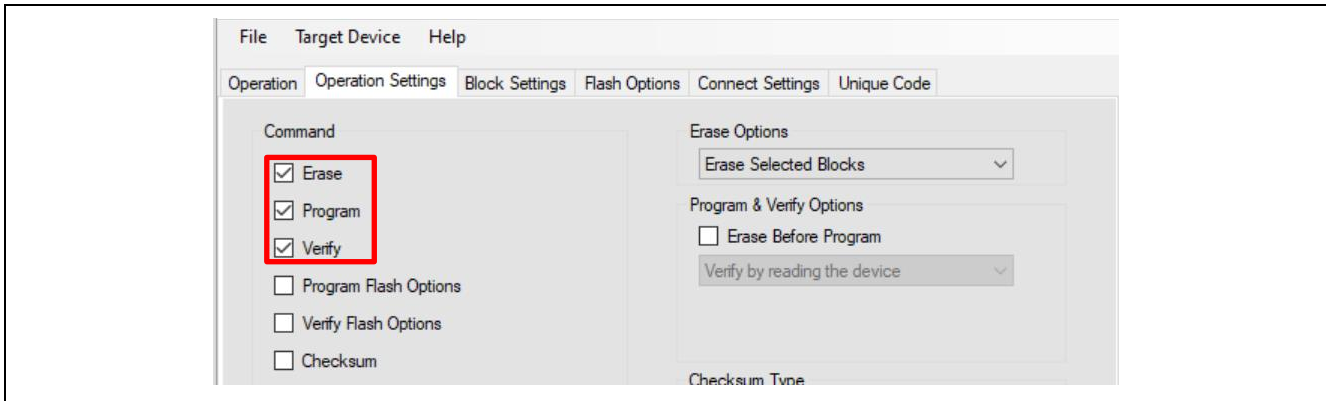 File Target Device Help
Operation Operation Settings Block Settings Flash Options Connect Settings Unique Code
Command
Erase
Program
Verify
Program Flash Options
Verify Flash Options
Checksum
Erase Options
Erase Selected Blocks
Program & Verify Options
Erase Before Program
Verify by reading the device
Checksum Type